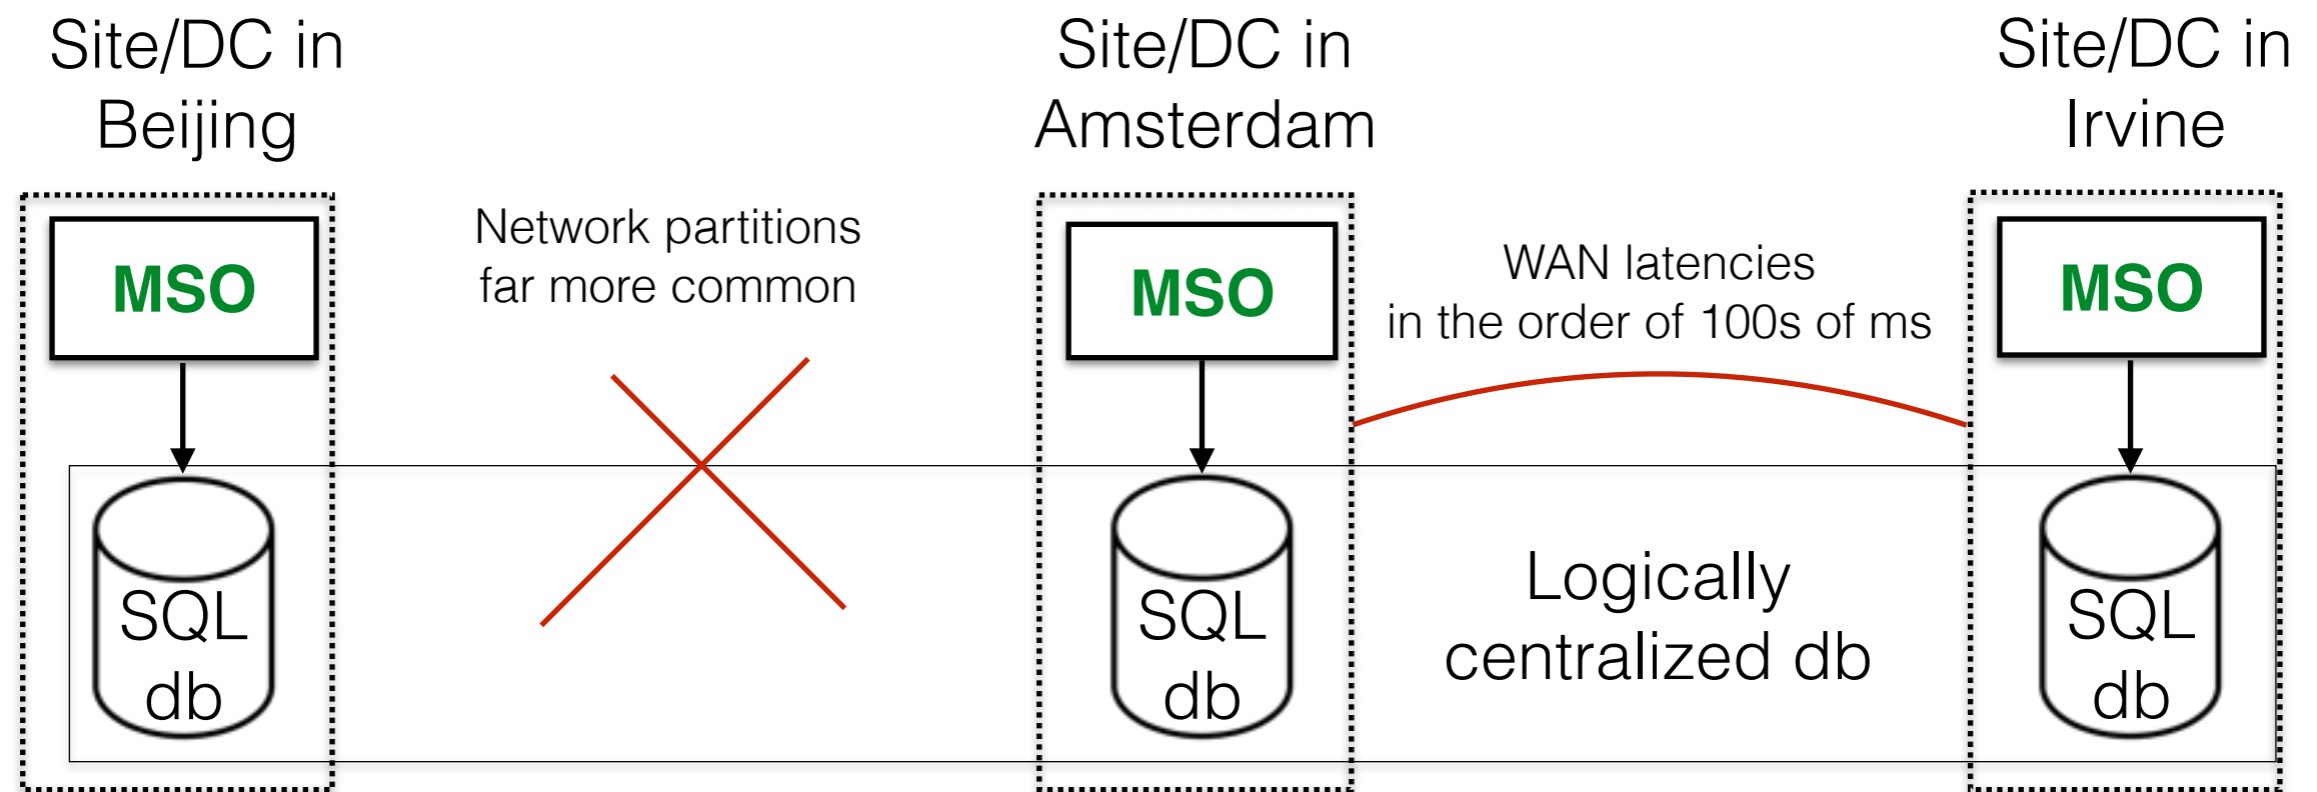 Site/DC in
Beijing
Site/DC in
Amsterdam
Site/DC in
Irvine
MSO
Network partitions
far more common
MSO
WAN latencies
in the order of 100s of ms
MSO
SQL
db
SQL
db
Logically
centralized db
SQL
db